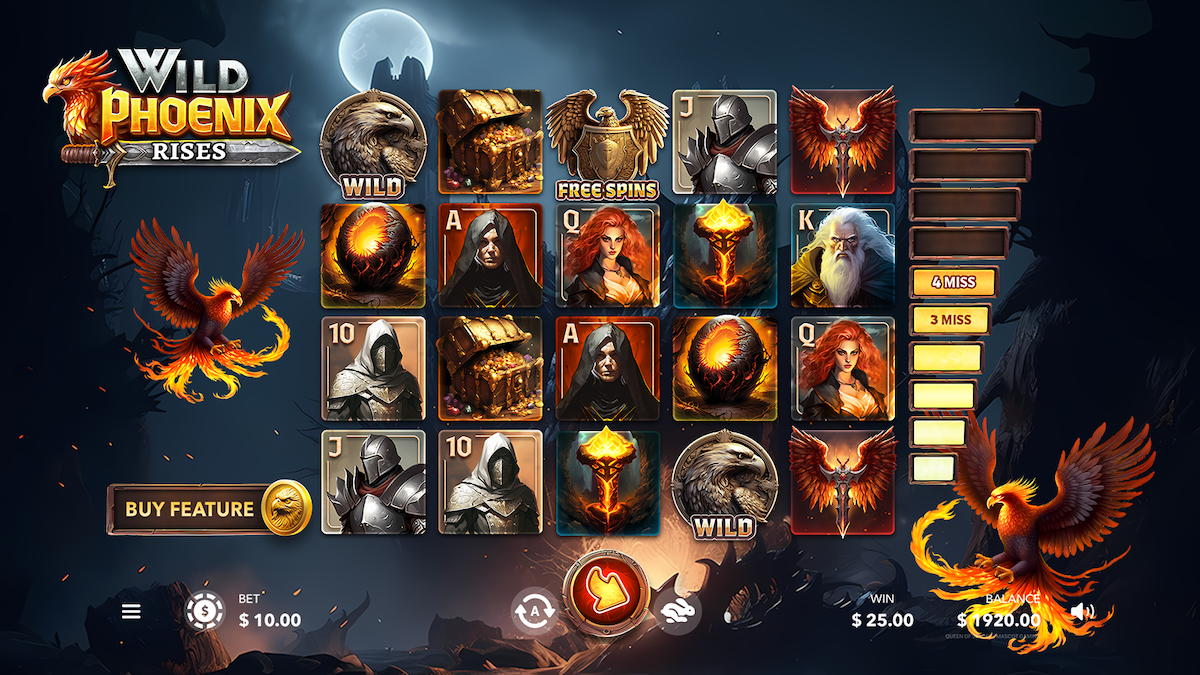 WILD
PHOENIX
RISES
WILD
FREE SPINS
J
A
Q
K
10
A
Q
J
10
WILD
4 MISS
3 MISS
BUY FEATURE
BET
$ 10.00
$
A
WIN
$ 25.00
BALANCE
$ 1920.00